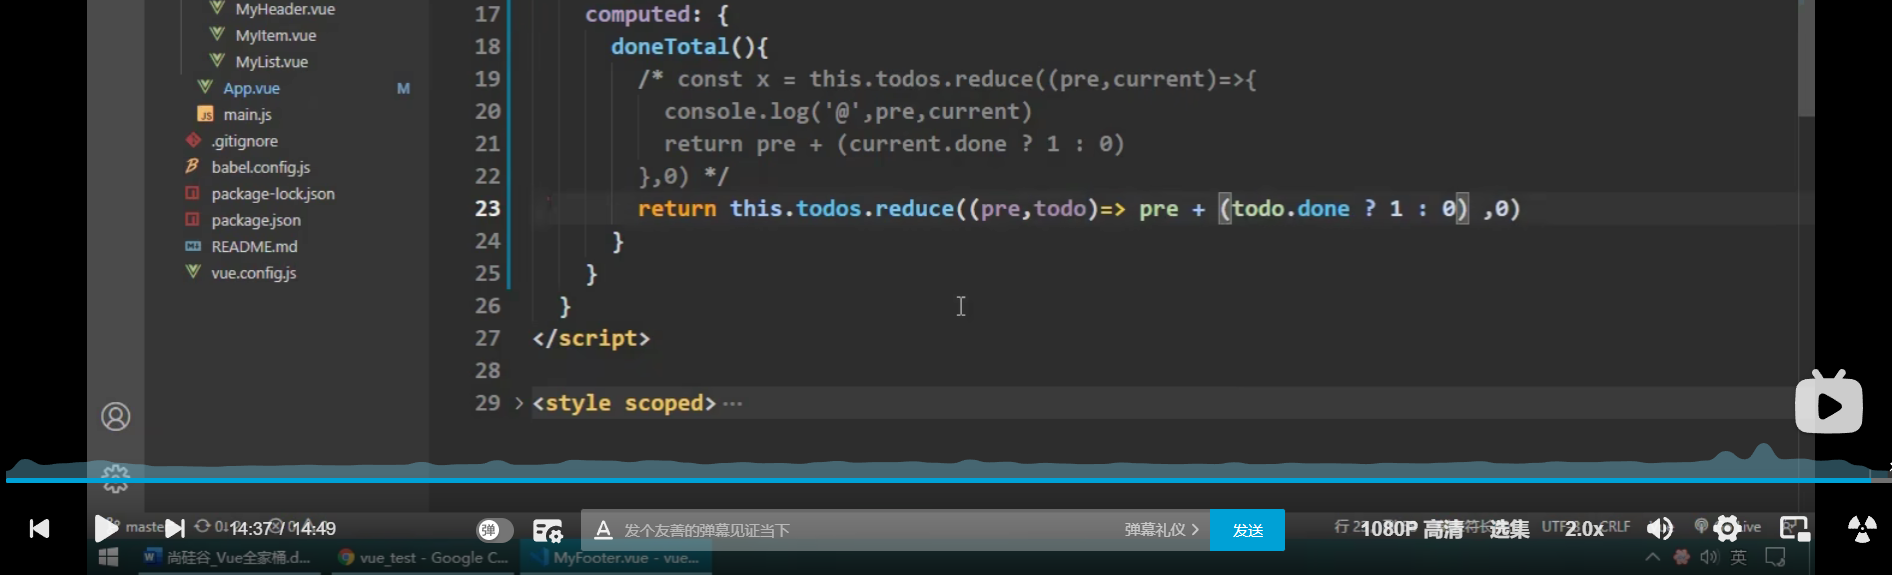 MyHeader.vue
MyItem.vue
MyList.vue
App.vue M
main.js
.gitignore
babel.config.js
package-lock.json
package.json
README.md
vue.config.js
17 computed: {
18 doneTotal(){
19 /* const x = this.todos.reduce((pre,current)=>{
20 console.log('@',pre,current)
21 return pre + (current.done ? 1 : 0)
22 },0) */
23 return this.todos.reduce((pre,todo)=> pre + (todo.done ? 1 : 0) ,0)
24 }
25 }
26 }
27 </script>
28
29 <style scoped>
14:37 / 14:49
弹
发个友善的弹幕见证当下
弹幕礼仪 >
发送
1080P 高清
选集
2.0x
尚硅谷_Vue全家桶.d...
vue_test - Google C...
MyFooter.vue - vue...
英